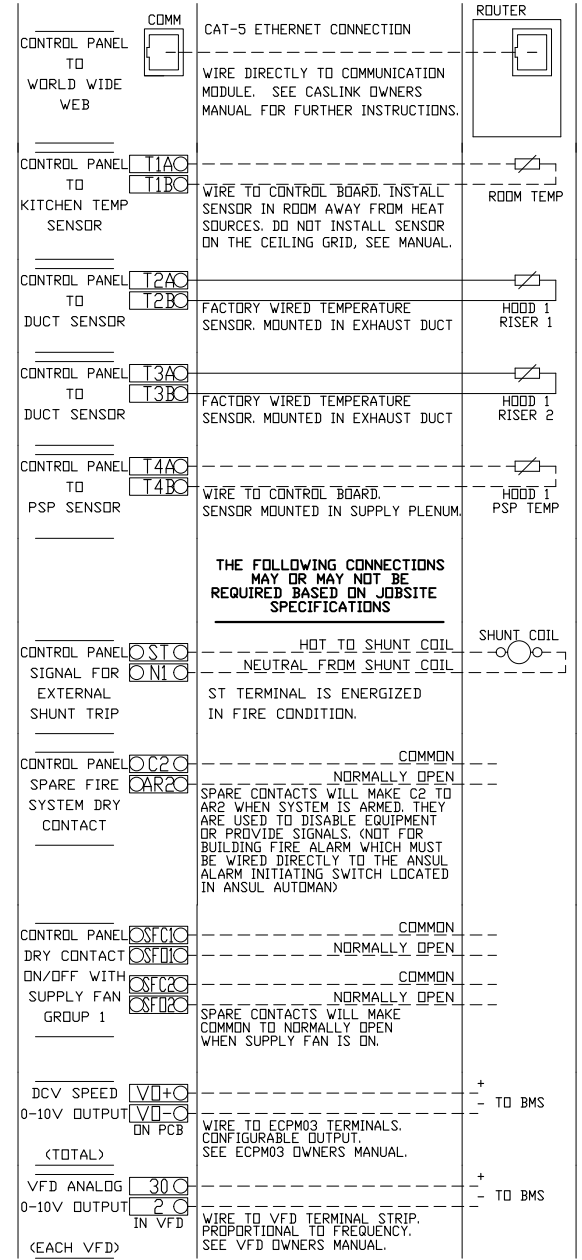 CONTROL PANEL
TO
WORLD WIDE
WEB
COMM
CAT-5 ETHERNET CONNECTION
WIRE DIRECTLY TO COMMUNICATION
MODULE. SEE CASLINK OWNERS
MANUAL FOR FURTHER INSTRUCTIONS.
ROUTER
CONTROL PANEL
TO
KITCHEN TEMP
SENSOR
T1A
T1B
WIRE TO CONTROL BOARD. INSTALL
SENSOR IN ROOM AWAY FROM HEAT
SOURCES. DO NOT INSTALL SENSOR
ON THE CEILING GRID, SEE MANUAL.
ROOM TEMP
CONTROL PANEL
TO
DUCT SENSOR
T2A
T2B
FACTORY WIRED TEMPERATURE
SENSOR. MOUNTED IN EXHAUST DUCT
HOOD 1
RISER 1
CONTROL PANEL
TO
DUCT SENSOR
T3A
T3B
FACTORY WIRED TEMPERATURE
SENSOR. MOUNTED IN EXHAUST DUCT
HOOD 1
RISER 2
CONTROL PANEL
TO
PSP SENSOR
T4A
T4B
WIRE TO CONTROL BOARD.
SENSOR MOUNTED IN SUPPLY PLENUM.
HOOD 1
PSP TEMP
THE FOLLOWING CONNECTIONS
MAY OR MAY NOT BE
REQUIRED BASED ON JOBSITE
SPECIFICATIONS
CONTROL PANEL
SIGNAL FOR
EXTERNAL
SHUNT TRIP
ST
N1
HOT TO SHUNT COIL
NEUTRAL FROM SHUNT COIL
ST TERMINAL IS ENERGIZED
IN FIRE CONDITION.
SHUNT COIL
CONTROL PANEL
SPARE FIRE
SYSTEM DRY
CONTACT
C2
AR2
COMMON
NORMALLY OPEN
SPARE CONTACTS WILL MAKE C2 TO
AR2 WHEN SYSTEM IS ARMED. THEY
ARE USED TO DISABLE EQUIPMENT
OR PROVIDE SIGNALS. (NOT FOR
BUILDING FIRE ALARM WHICH MUST
BE WIRED DIRECTLY TO THE ANSUL
ALARM INITIATING SWITCH LOCATED
IN ANSUL AUTOMAN)
CONTROL PANEL
DRY CONTACT
ON/OFF WITH
SUPPLY FAN
GROUP 1
SFC1
SFO1
SFC2
SFO2
COMMON
NORMALLY OPEN
COMMON
NORMALLY OPEN
SPARE CONTACTS WILL MAKE
COMMON TO NORMALLY OPEN
WHEN SUPPLY FAN IS ON.
DCV SPEED
0-10V OUTPUT
(TOTAL)
VO+
VO-
ON PCB
WIRE TO ECPM03 TERMINALS.
CONFIGURABLE OUTPUT.
SEE ECPM03 OWNERS MANUAL.
+
- TO BMS
VFD ANALOG
0-10V OUTPUT
(EACH VFD)
30
2
IN VFD
WIRE TO VFD TERMINAL STRIP.
PROPORTIONAL TO FREQUENCY.
SEE VFD OWNERS MANUAL.
+
- TO BMS